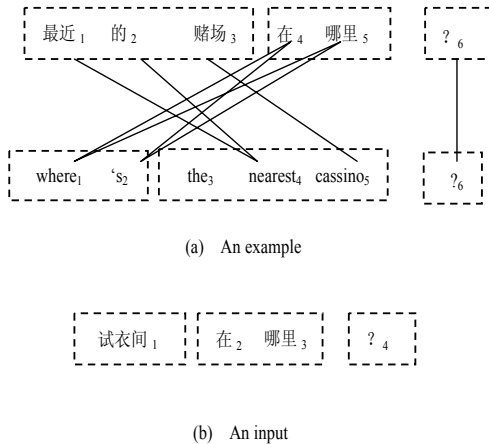 最近 1 的 2 赌场 3 在 4 哪里 5 ？ 6
where1 ‘s2 the3 nearest4 cassino5 ?6
(a) An example
试衣间 1 在 2 哪里 3 ？ 4
(b) An input